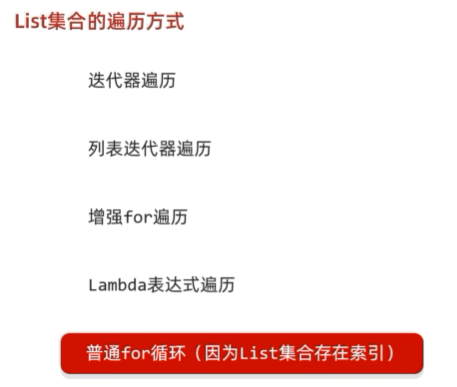 List集合的遍历方式
迭代器遍历
列表迭代器遍历
增强for遍历
Lambda表达式遍历
普通for循环（因为List集合存在索引）